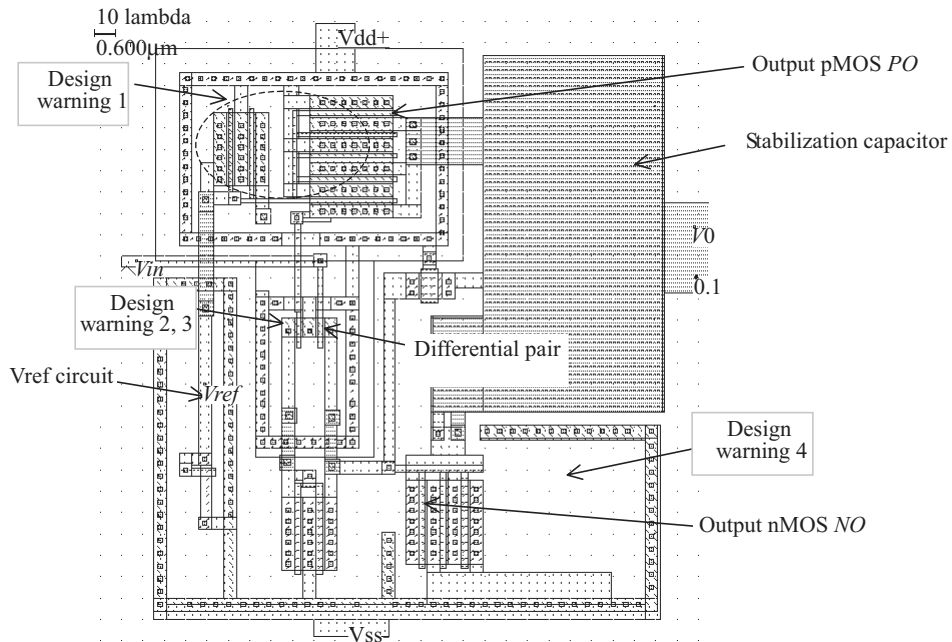 10 lambda
0.600μm
Vdd+
Design
warning 1
Output pMOS PO
Stabilization capacitor
V0
Vin
0.1
Design
warning 2, 3
Differential pair
Vref circuit
Vref
Design
warning 4
Output nMOS NO
Vss-